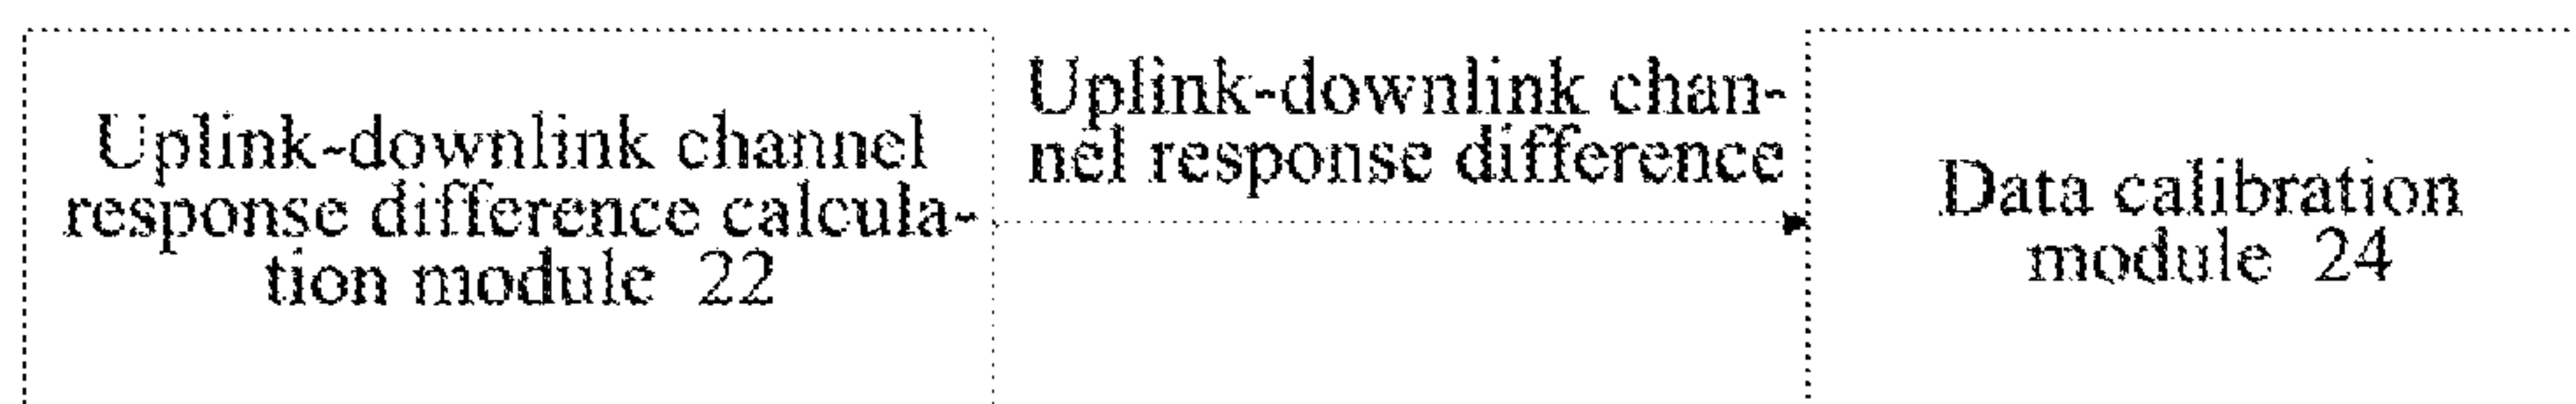 Uplink-downlink channel
response difference calcula-
tion module 22
Uplink-downlink chan-
nel response difference
Data calibration
module 24